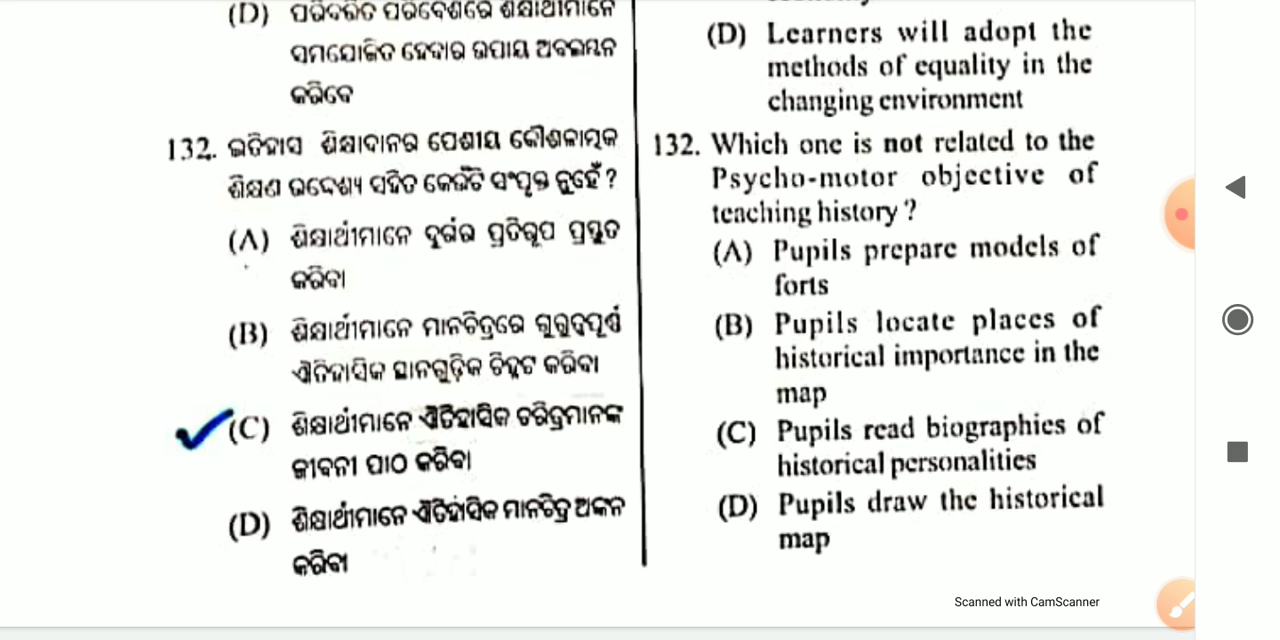 (D) ପରିବର୍ତିତ ପରିବେଶରେ ଶିକ୍ଷାର୍ଥୀମାନେ
ସମଯୋଜିତ ହେବାର ଉପାୟ ଅବଲମ୍ବନ
କରିବେ
132. ଇତିହାସ ଶିକ୍ଷାଦାନର ପେଶୀୟ କୌଶଳାତ୍ମକ
ଶିକ୍ଷଣ ଉଦ୍ଦେଶ୍ୟ ସହିତ କେଉଁଟି ସଂପୃକ୍ତ ନୁହେଁ ?
(A) ଶିକ୍ଷାର୍ଥୀମାନେ ଦୁର୍ଗର ପ୍ରତିରୂପ ପ୍ରସ୍ତୁତ
କରିବା
(B) ଶିକ୍ଷାର୍ଥୀମାନେ ମାନଚିତ୍ରରେ ଗୁରୁତ୍ୱପୂର୍ଣ୍ଣ
ଐତିହାସିକ ସ୍ଥାନଗୁଡ଼ିକ ଚିହ୍ନଟ କରିବା
(C) ଶିକ୍ଷାର୍ଥୀମାନେ ଐତିହାସିକ ଚରିତ୍ରମାନଙ୍କ
ଜୀବନୀ ପାଠ କରିବା
(D) ଶିକ୍ଷାର୍ଥୀମାନେ ଐତିହାସିକ ମାନଚିତ୍ର ଅଙ୍କନ
କରିବା
(D) Learners will adopt the
methods of equality in the
changing environment
132. Which one is not related to the
Psycho-motor objective of
teaching history ?
(A) Pupils prepare models of
forts
(B) Pupils locate places of
historical importance in the
map
(C) Pupils read biographies of
historical personalities
(D) Pupils draw the historical
map
Scanned with CamScanner